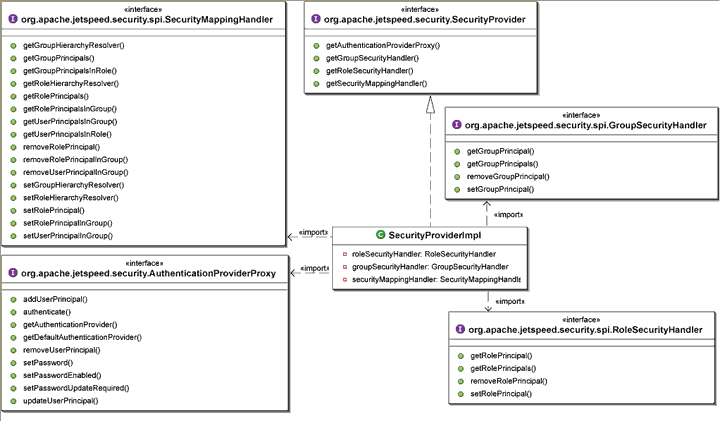 «interface»
org.apache.jetspeed.security.spi.SecurityMappingHandler
getGroupHierarchyResolver()
getGroupPrincipals()
getGroupPrincipalsInRole()
getRoleHierarchyResolver()
getRolePrincipals()
getRolePrincipalsInGroup()
getUserPrincipalsInGroup()
getUserPrincipalsInRole()
removeRolePrincipal()
removeRolePrincipalInGroup()
removeUserPrincipalInGroup()
setGroupHierarchyResolver()
setRoleHierarchyResolver()
setRolePrincipal()
setRolePrincipalInGroup()
setUserPrincipalInGroup()
«interface»
org.apache.jetspeed.security.SecurityProvider
getAuthenticationProviderProxy()
getGroupSecurityHandler()
getRoleSecurityHandler()
getSecurityMappingHandler()
«interface»
org.apache.jetspeed.security.spi.GroupSecurityHandler
getGroupPrincipal()
getGroupPrincipals()
removeGroupPrincipal()
setGroupPrincipal()
«import»
«import»
SecurityProviderImpl
roleSecurityHandler: RoleSecurityHandler
groupSecurityHandler: GroupSecurityHandler
securityMappingHandler: SecurityMappingHandle
«import»
«import»
«interface»
org.apache.jetspeed.security.AuthenticationProviderProxy
addUserPrincipal()
authenticate()
getAuthenticationProvider()
getDefaultAuthenticationProvider()
removeUserPrincipal()
setPassword()
setPasswordEnabled()
setPasswordUpdateRequired()
updateUserPrincipal()
«interface»
org.apache.jetspeed.security.spi.RoleSecurityHandler
getRolePrincipal()
getRolePrincipals()
removeRolePrincipal()
setRolePrincipal()